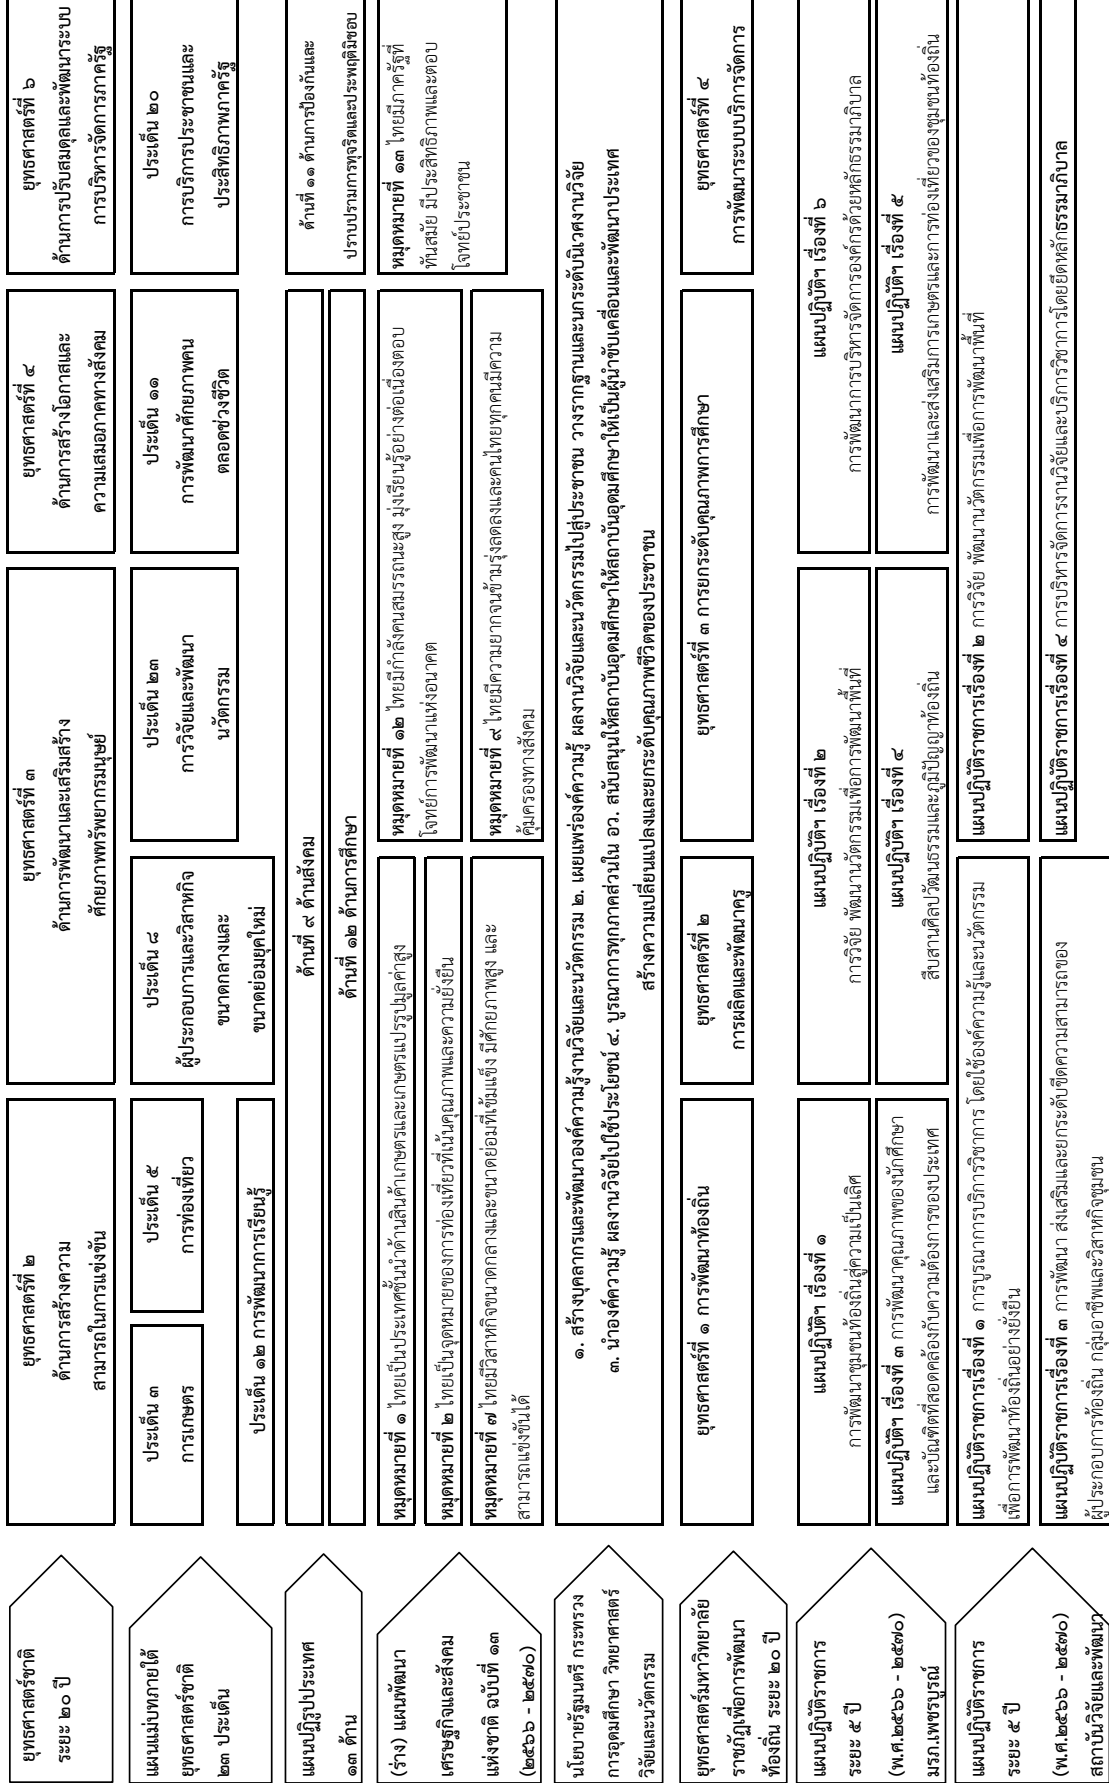 ยุทธศาสตร์ชาติ
ระยะ ๒๐ ปี
ยุทธศาสตร์ที่ ๒
ด้านการสร้างความ
สามารถในการแข่งขัน
ยุทธศาสตร์ที่ ๓
ด้านการพัฒนาและเสริมสร้าง
ศักยภาพทรัพยากรมนุษย์
ยุทธศาสตร์ที่ ๔
ด้านการสร้างโอกาสและ
ความเสมอภาคทางสังคม
ยุทธศาสตร์ที่ ๖
ด้านการปรับสมดุลและพัฒนาระบบ
การบริหารจัดการภาครัฐ
แผนแม่บทภายใต้
ยุทธศาสตร์ชาติ
๒๓ ประเด็น
ประเด็น ๓
การเกษตร
ประเด็น ๕
การท่องเที่ยว
ประเด็น ๑๒ การพัฒนาการเรียนรู้
ประเด็น ๘
ผู้ประกอบการและวิสาหกิจ
ขนาดกลางและ
ขนาดย่อมยุคใหม่
ประเด็น ๒๓
การวิจัยและพัฒนา
นวัตกรรม
ประเด็น ๑๑
การพัฒนาศักยภาพคน
ตลอดช่วงชีวิต
ประเด็น ๒๐
การบริการประชาชนและ
ประสิทธิภาพภาครัฐ
แผนปฏิรูปประเทศ
๑๓ ด้าน
ด้านที่ ๙ ด้านสังคม
ด้านที่ ๑๒ ด้านการศึกษา
ด้านที่ ๑๑ ด้านการป้องกันและ
ปราบปรามการทุจริตและประพฤติมิชอบ
(ร่าง) แผนพัฒนา
เศรษฐกิจและสังคม
แห่งชาติ ฉบับที่ ๑๓
(๒๕๖๖ - ๒๕๗๐)
หมุดหมายที่ ๑ ไทยเป็นประเทศชั้นนำด้านสินค้าเกษตรและเกษตรแปรรูปมูลค่าสูง
หมุดหมายที่ ๒ ไทยเป็นจุดหมายของการท่องเที่ยวที่เน้นคุณภาพและความยั่งยืน
หมุดหมายที่ ๗ ไทยมีวิสาหกิจขนาดกลางและขนาดย่อมที่เข้มแข็ง มีศักยภาพสูง และ
สามารถแข่งขันได้
หมุดหมายที่ ๑๒ ไทยมีกำลังคนสมรรถนะสูง มุ่งเรียนรู้อย่างต่อเนื่องตอบ
โจทย์การพัฒนาแห่งอนาคต
หมุดหมายที่ ๙ ไทยมีความยากจนข้ามรุ่งลดลงและคนไทยทุกคนมีความ
คุ้มครองทางสังคม
หมุดหมายที่ ๑๓ ไทยมีภาครัฐที่
ทันสมัย มีประสิทธิภาพและตอบ
โจทย์ประชาชน
นโยบายรัฐมนตรี กระทรวง
การอุดมศึกษา วิทยาศาสตร์
วิจัยและนวัตกรรม
๑. สร้างบุคลากรและพัฒนาองค์ความรู้งานวิจัยและนวัตกรรม ๒. เผยแพร่องค์ความรู้ ผลงานวิจัยและนวัตกรรมไปสู่ประชาชน วางรากฐานและยกระดับนิเวศงานวิจัย
๓. นำองค์ความรู้ ผลงานวิจัยไปใช้ประโยชน์ ๔. บูรณาการทุกภาคส่วนใน อว. สนับสนุนให้สถาบันอุดมศึกษาให้สถาบันอุดมศึกษาให้เป็นผู้นำขับเคลื่อนและพัฒนาประเทศ
สร้างความเปลี่ยนแปลงและยกระดับคุณภาพชีวิตของประชาชน
ยุทธศาสตร์มหาวิทยาลัย
ราชภัฏเพื่อการพัฒนา
ท้องถิ่น ระยะ ๒๐ ปี
ยุทธศาสตร์ที่ ๑ การพัฒนาท้องถิ่น
ยุทธศาสตร์ที่ ๒
การผลิตและพัฒนาครู
ยุทธศาสตร์ที่ ๓ การยกระดับคุณภาพการศึกษา
ยุทธศาสตร์ที่ ๔
การพัฒนาระบบบริการจัดการ
แผนปฏิบัติราชการ
ระยะ ๕ ปี
(พ.ศ.๒๕๖๖ - ๒๕๗๐)
มรภ.เพชรบูรณ์
แผนปฏิบัติฯ เรื่องที่ ๑
การพัฒนาชุมชนท้องถิ่นสู่ความเป็นเลิศ
แผนปฏิบัติฯ เรื่องที่ ๓ การพัฒนาคุณภาพของนักศึกษา
และบัณฑิตที่สอดคล้องกับความต้องการของประเทศ
แผนปฏิบัติฯ เรื่องที่ ๒
การวิจัย พัฒนานวัตกรรมเพื่อการพัฒนาพื้นที่
แผนปฏิบัติฯ เรื่องที่ ๔
สืบสานศิลปวัฒนธรรมและภูมิปัญญาท้องถิ่น
แผนปฏิบัติฯ เรื่องที่ ๖
การพัฒนาการบริหารจัดการองค์กรด้วยหลักธรรมาภิบาล
แผนปฏิบัติฯ เรื่องที่ ๕
การพัฒนาและส่งเสริมการเกษตรและการท่องเที่ยวของชุมชนท้องถิ่น
แผนปฏิบัติราชการ
ระยะ ๕ ปี
(พ.ศ.๒๕๖๖ - ๒๕๗๐)
สถาบันวิจัยและพัฒนา
แผนปฏิบัติราชการเรื่องที่ ๑ การบูรณาการบริการวิชาการ โดยใช้องค์ความรู้และนวัตกรรม
เพื่อการพัฒนาท้องถิ่นอย่างยั่งยืน
แผนปฏิบัติราชการเรื่องที่ ๓ การพัฒนา ส่งเสริมและยกระดับขีดความสามารถของ
ผู้ประกอบการท้องถิ่น กลุ่มอาชีพและวิสาหกิจชุมชน
แผนปฏิบัติราชการเรื่องที่ ๒ การวิจัย พัฒนานวัตกรรมเพื่อการพัฒนาพื้นที่
แผนปฏิบัติราชการเรื่องที่ ๔ การบริหารจัดการงานวิจัยและบริการวิชาการโดยยึดหลักธรรมาภิบาล